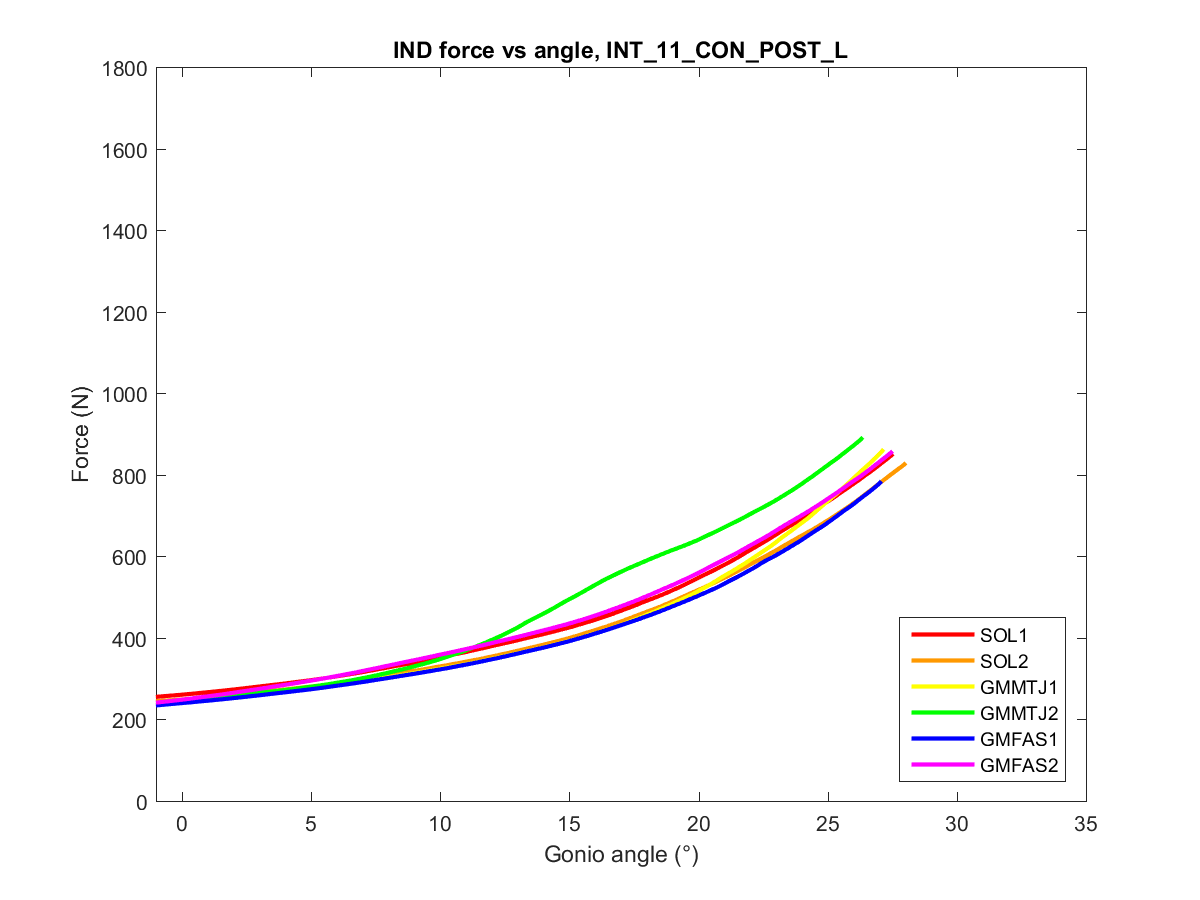 IND force vs angle, INT_11_CON_POST_L
1800
1600
1400
1200
1000
800
600
400
200
0
Force (N)
0 5 10 15 20 25 30 35
Gonio angle (°)
SOL1
SOL2
GMMTJ1
GMMTJ2
GMFAS1
GMFAS2